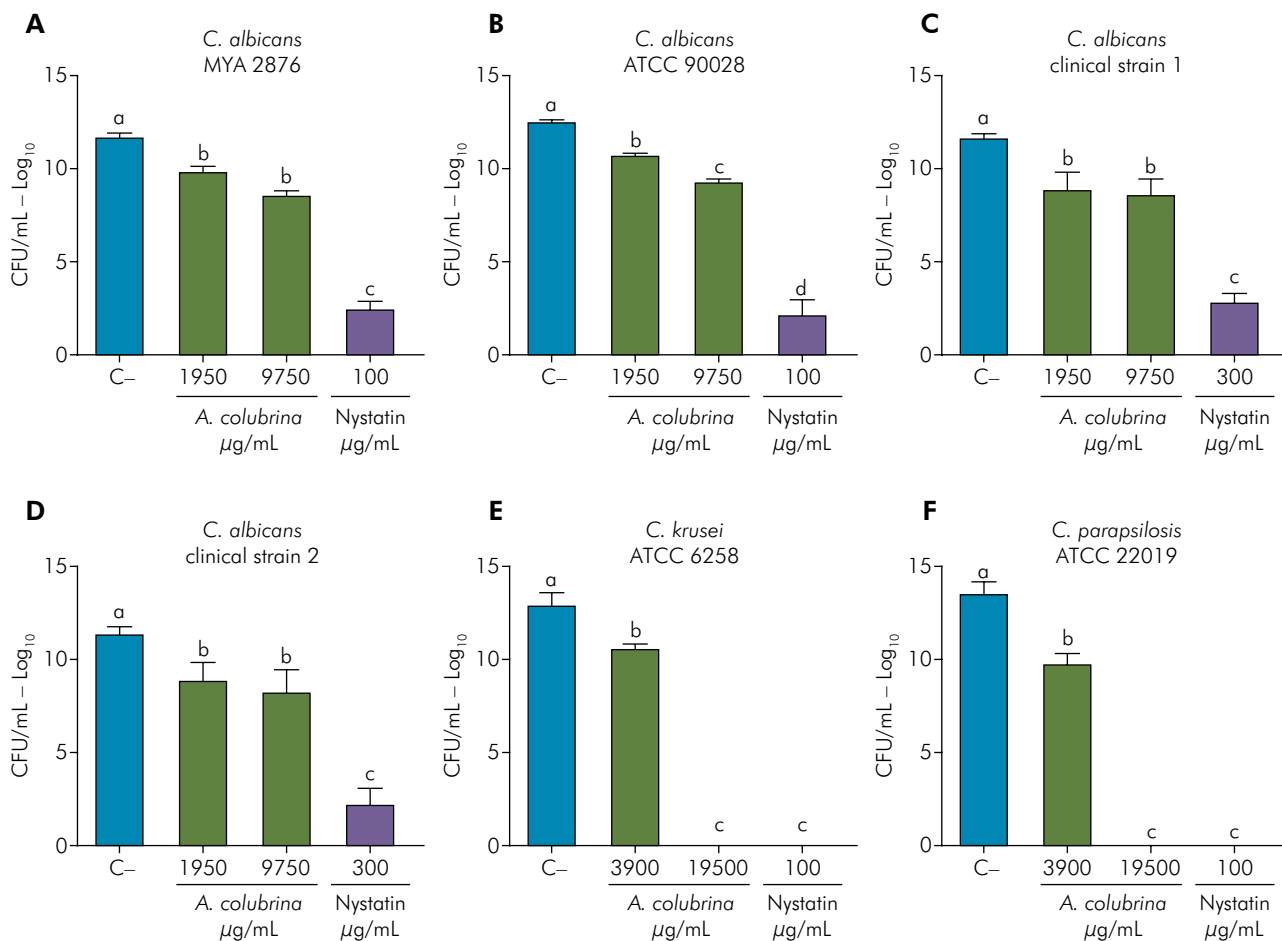 A
C. albicans
MYA 2876
CFU/mL – Log10
15
10
5
0
a
b
b
c
C–
1950
9750
100
A. colubrina
µg/mL
Nystatin
µg/mL
B
C. albicans
ATCC 90028
CFU/mL – Log10
15
10
5
0
a
b
c
d
C–
1950
9750
100
A. colubrina
µg/mL
Nystatin
µg/mL
C
C. albicans
clinical strain 1
CFU/mL – Log10
15
10
5
0
a
b
b
c
C–
1950
9750
300
A. colubrina
µg/mL
Nystatin
µg/mL
D
C. albicans
clinical strain 2
CFU/mL – Log10
15
10
5
0
a
b
b
c
C–
1950
9750
300
A. colubrina
µg/mL
Nystatin
µg/mL
E
C. krusei
ATCC 6258
CFU/mL – Log10
15
10
5
0
a
b
c
c
C–
3900
19500
100
A. colubrina
µg/mL
Nystatin
µg/mL
F
C. parapsilosis
ATCC 22019
CFU/mL – Log10
15
10
5
0
a
b
c
c
C–
3900
19500
100
A. colubrina
µg/mL
Nystatin
µg/mL